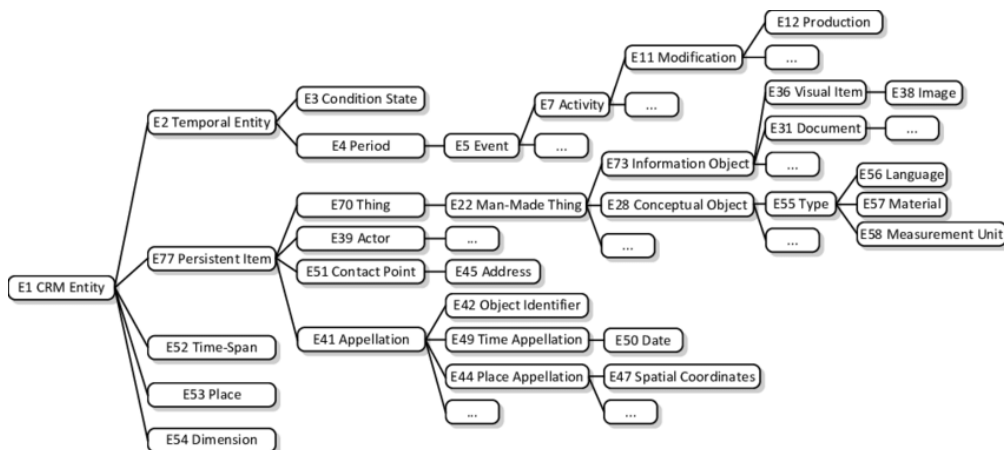 E12 Production
E11 Modification
...
E36 Visual Item
E38 Image
E3 Condition State
E7 Activity
...
E2 Temporal Entity
E31 Document
...
E4 Period
E5 Event
...
E73 Information Object
...
E56 Language
E70 Thing
E22 Man-Made Thing
E28 Conceptual Object
E55 Type
E57 Material
E39 Actor
...
...
...
E58 Measurement Unit
E77 Persistent Item
E51 Contact Point
E45 Address
E1 CRM Entity
E42 Object Identifier
E41 Appellation
E49 Time Appellation
E50 Date
E52 Time-Span
E44 Place Appellation
E47 Spatial Coordinates
E53 Place
...
...
E54 Dimension